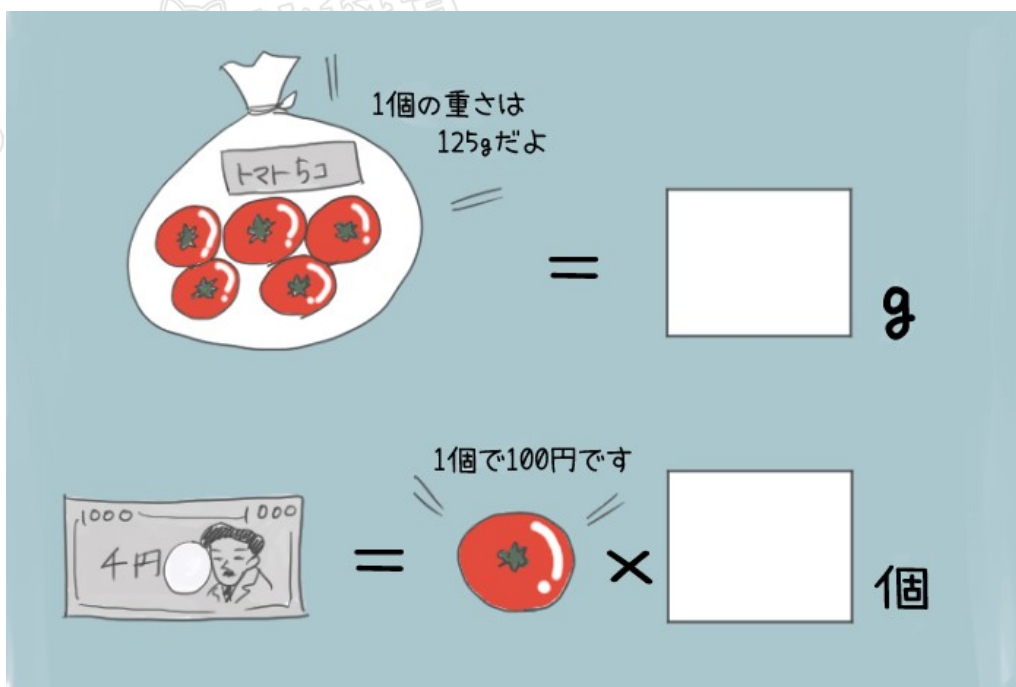 1個の重さは
125gだよ
トマト5コ
=
g
1個で100円です
1000 1000
千円
=
×
個